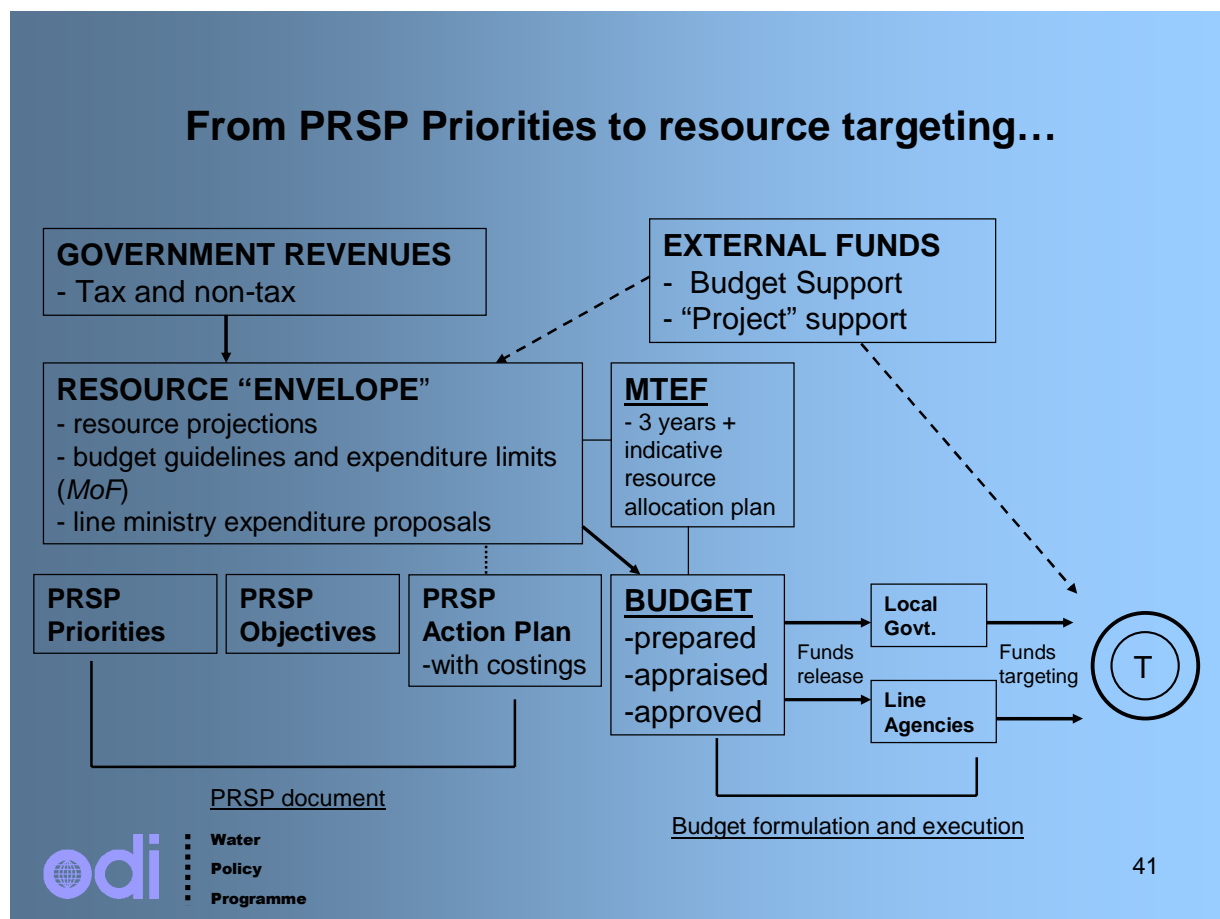 From PRSP Priorities to resource targeting…
GOVERNMENT REVENUES
- Tax and non-tax
EXTERNAL FUNDS
- Budget Support
- “Project” support
RESOURCE “ENVELOPE”
- resource projections
- budget guidelines and expenditure limits
(MoF)
- line ministry expenditure proposals
MTEF
- 3 years +
indicative
resource
allocation plan
PRSP
Priorities
PRSP
Objectives
PRSP
Action Plan
-with costings
BUDGET
-prepared
-appraised
-approved
Funds
release
Local
Govt.
Line
Agencies
Funds
targeting
T
PRSP document
Budget formulation and execution
odi
Water
Policy
Programme
41